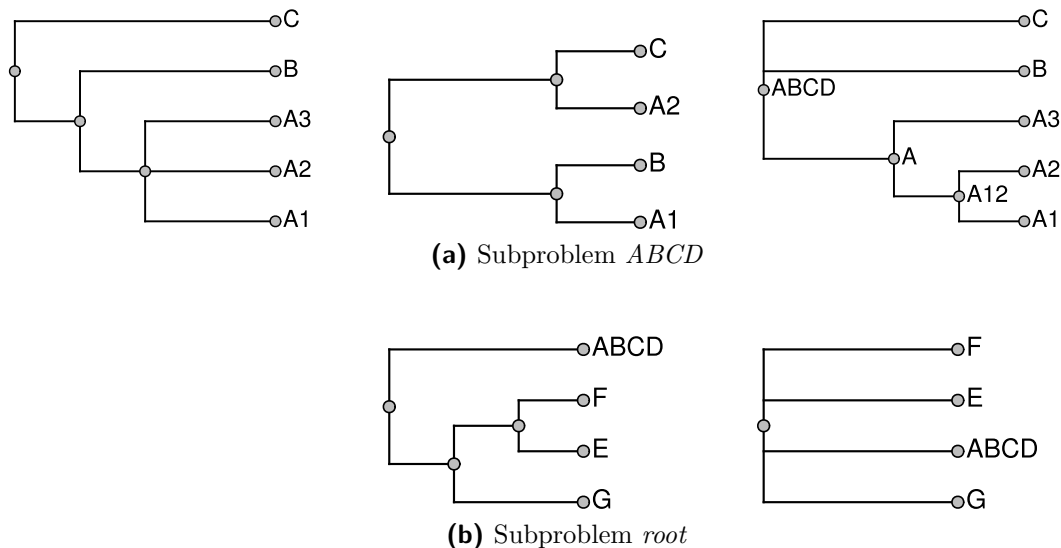 C
B
A3
A2
A1
C
A2
B
A1
C
B
ABCD
A3
A
A2
A12
A1
(a) Subproblem ABCD
ABCD
F
E
G
F
E
ABCD
G
(b) Subproblem root